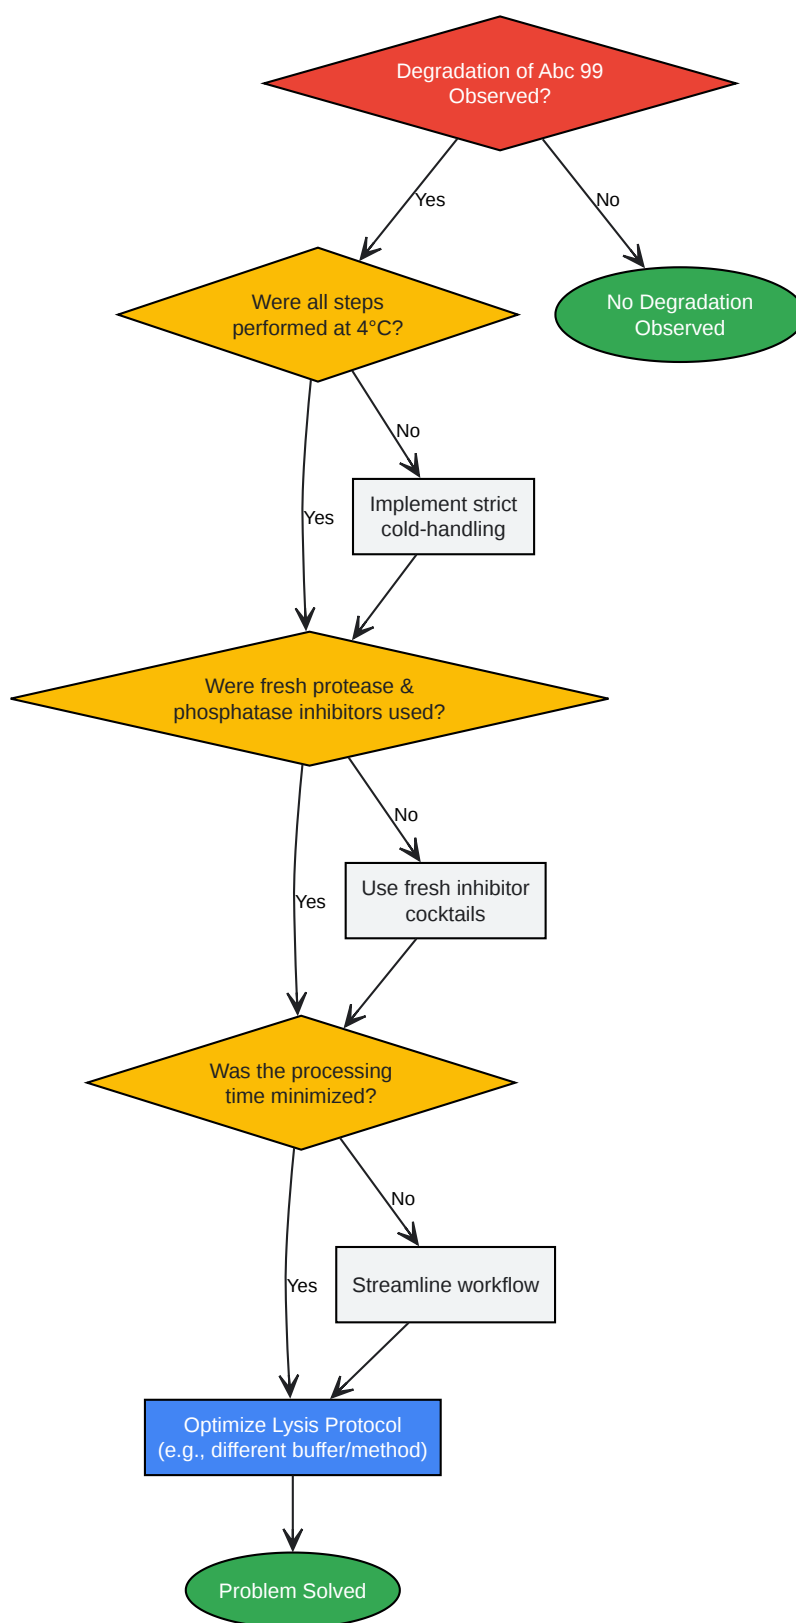 Degradation of Abc 99
Observed?
Yes
No
Were all steps
performed at 4°C?
No Degradation
Observed
No
Implement strict
cold-handling
Yes
Were fresh protease &
phosphatase inhibitors used?
No
Use fresh inhibitor
cocktails
Yes
Was the processing
time minimized?
No
Streamline workflow
Yes
Optimize Lysis Protocol
(e.g., different buffer/method)
Problem Solved